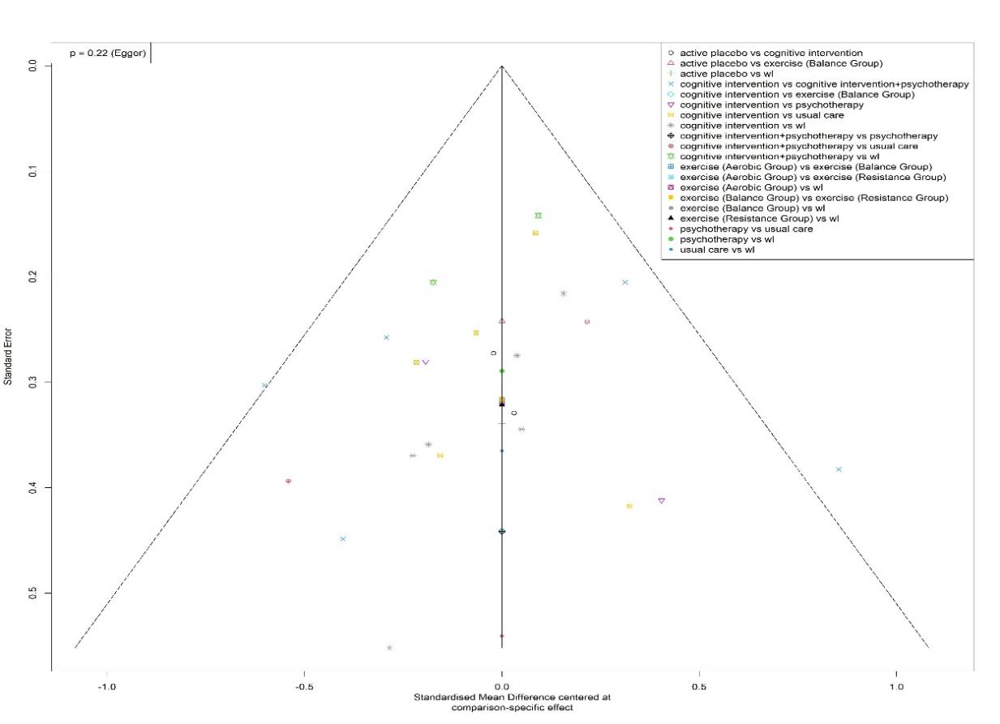 p = 0.22 (Egger)
active placebo vs cognitive intervention
active placebo vs exercise (Balance Group)
active placebo vs wl
cognitive intervention vs cognitive intervention+psychotherapy
cognitive intervention vs exercise (Balance Group)
cognitive intervention vs psychotherapy
cognitive intervention vs usual care
cognitive intervention vs wl
cognitive intervention+psychotherapy vs psychotherapy
cognitive intervention+psychotherapy vs usual care
cognitive intervention+psychotherapy vs wl
exercise (Aerobic Group) vs exercise (Balance Group)
exercise (Aerobic Group) vs exercise (Resistance Group)
exercise (Aerobic Group) vs wl
exercise (Balance Group) vs exercise (Resistance Group)
exercise (Balance Group) vs wl
exercise (Resistance Group) vs wl
psychotherapy vs usual care
psychotherapy vs wl
usual care vs wl
0.0
0.1
0.2
0.3
0.4
0.5
Standard Error
-1.0
-0.5
0.0
0.5
1.0
Standardised Mean Difference centered at
comparison-specific effect